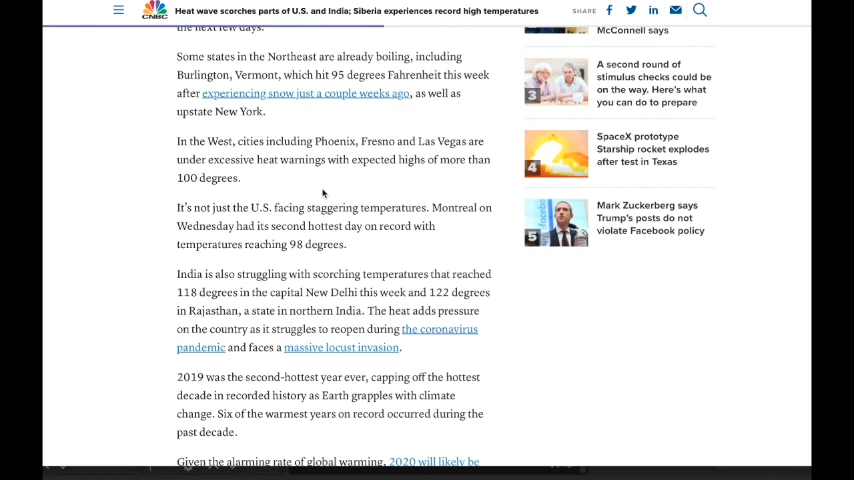 CNBC
Heat wave scorches parts of U.S. and India; Siberia experiences record high temperatures
SHARE
the next few days.
Some states in the Northeast are already boiling, including
Burlington, Vermont, which hit 95 degrees Fahrenheit this week
after experiencing snow just a couple weeks ago, as well as
upstate New York.
In the West, cities including Phoenix, Fresno and Las Vegas are
under excessive heat warnings with expected highs of more than
100 degrees.
It's not just the U.S. facing staggering temperatures. Montreal on
Wednesday had its second hottest day on record with
temperatures reaching 98 degrees.
India is also struggling with scorching temperatures that reached
118 degrees in the capital New Delhi this week and 122 degrees
in Rajasthan, a state in northern India. The heat adds pressure
on the country as it struggles to reopen during the coronavirus
pandemic and faces a massive locust invasion.
2019 was the second-hottest year ever, capping off the hottest
decade in recorded history as Earth grapples with climate
change. Six of the warmest years on record occurred during the
past decade.
Given the alarming rate of global warming, 2020 will likely be
McConnell says
3
A second round of
stimulus checks could be
on the way. Here's what
you can do to prepare
4
SpaceX prototype
Starship rocket explodes
after test in Texas
5
Mark Zuckerberg says
Trump's posts do not
violate Facebook policy